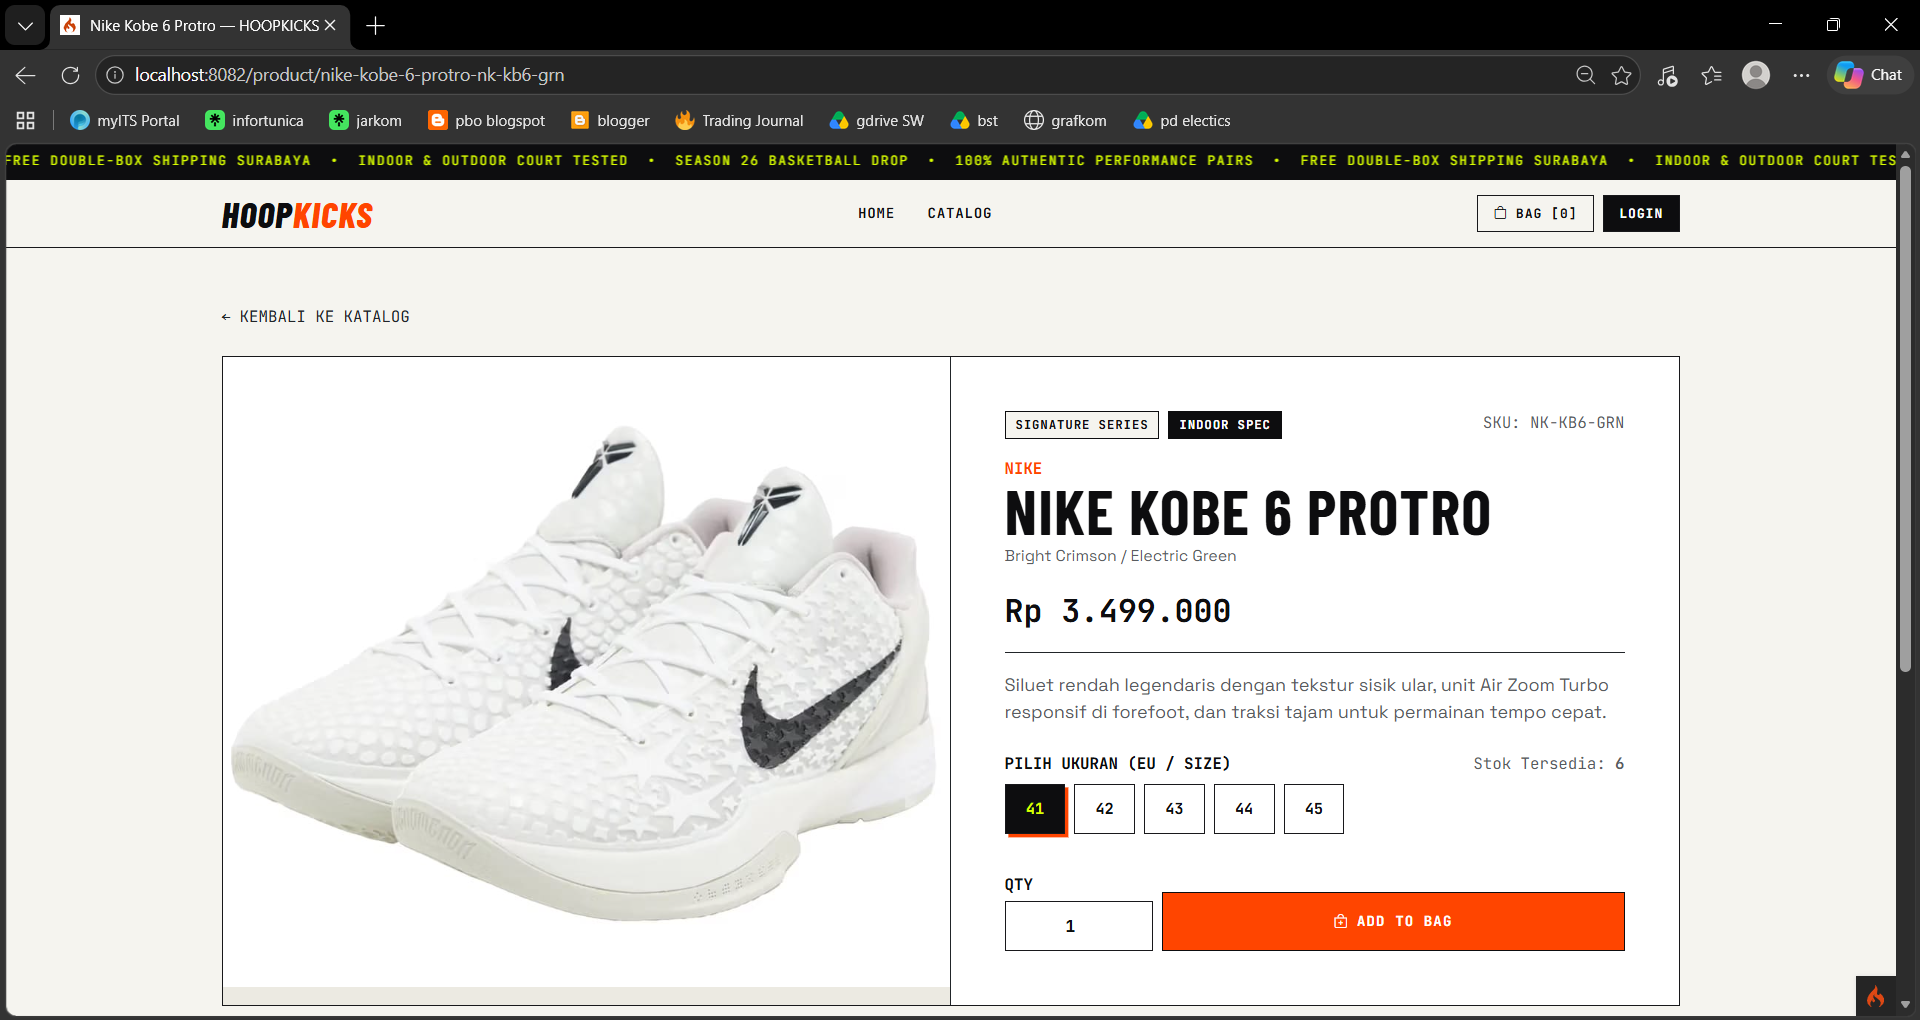 Nike Kobe 6 Protro — HOOPKICKS
localhost:8082/product/nike-kobe-6-protro-nk-kb6-grn
Chat
myITS Portal
infortunica
jarkom
pbo blogspot
blogger
Trading Journal
gdrive SW
bst
grafkom
pd electics
FREE DOUBLE-BOX SHIPPING SURABAYA • INDOOR & OUTDOOR COURT TESTED • SEASON 26 BASKETBALL DROP • 100% AUTHENTIC PERFORMANCE PAIRS • FREE DOUBLE-BOX SHIPPING SURABAYA • INDOOR & OUTDOOR COURT TES
HOOPKICKS
HOME
CATALOG
BAG [0]
LOGIN
← KEMBALI KE KATALOG
SIGNATURE SERIES
INDOOR SPEC
SKU: NK-KB6-GRN
NIKE
NIKE KOBE 6 PROTRO
Bright Crimson / Electric Green
Rp 3.499.000
Siluet rendah legendaris dengan tekstur sisik ular, unit Air Zoom Turbo
responsif di forefoot, dan traksi tajam untuk permainan tempo cepat.
PILIH UKURAN (EU / SIZE)
Stok Tersedia: 6
41
42
43
44
45
QTY
1
ADD TO BAG